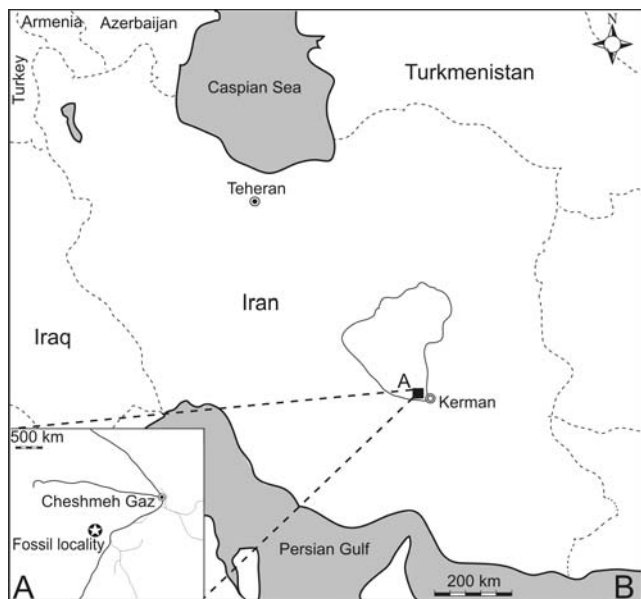 Armenia
Azerbaijan
N
Turkey
Caspian Sea
Turkmenistan
Teheran
Iran
Iraq
A
Kerman
500 km
Cheshmeh Gaz
Fossil locality
Persian Gulf
200 km
A
B